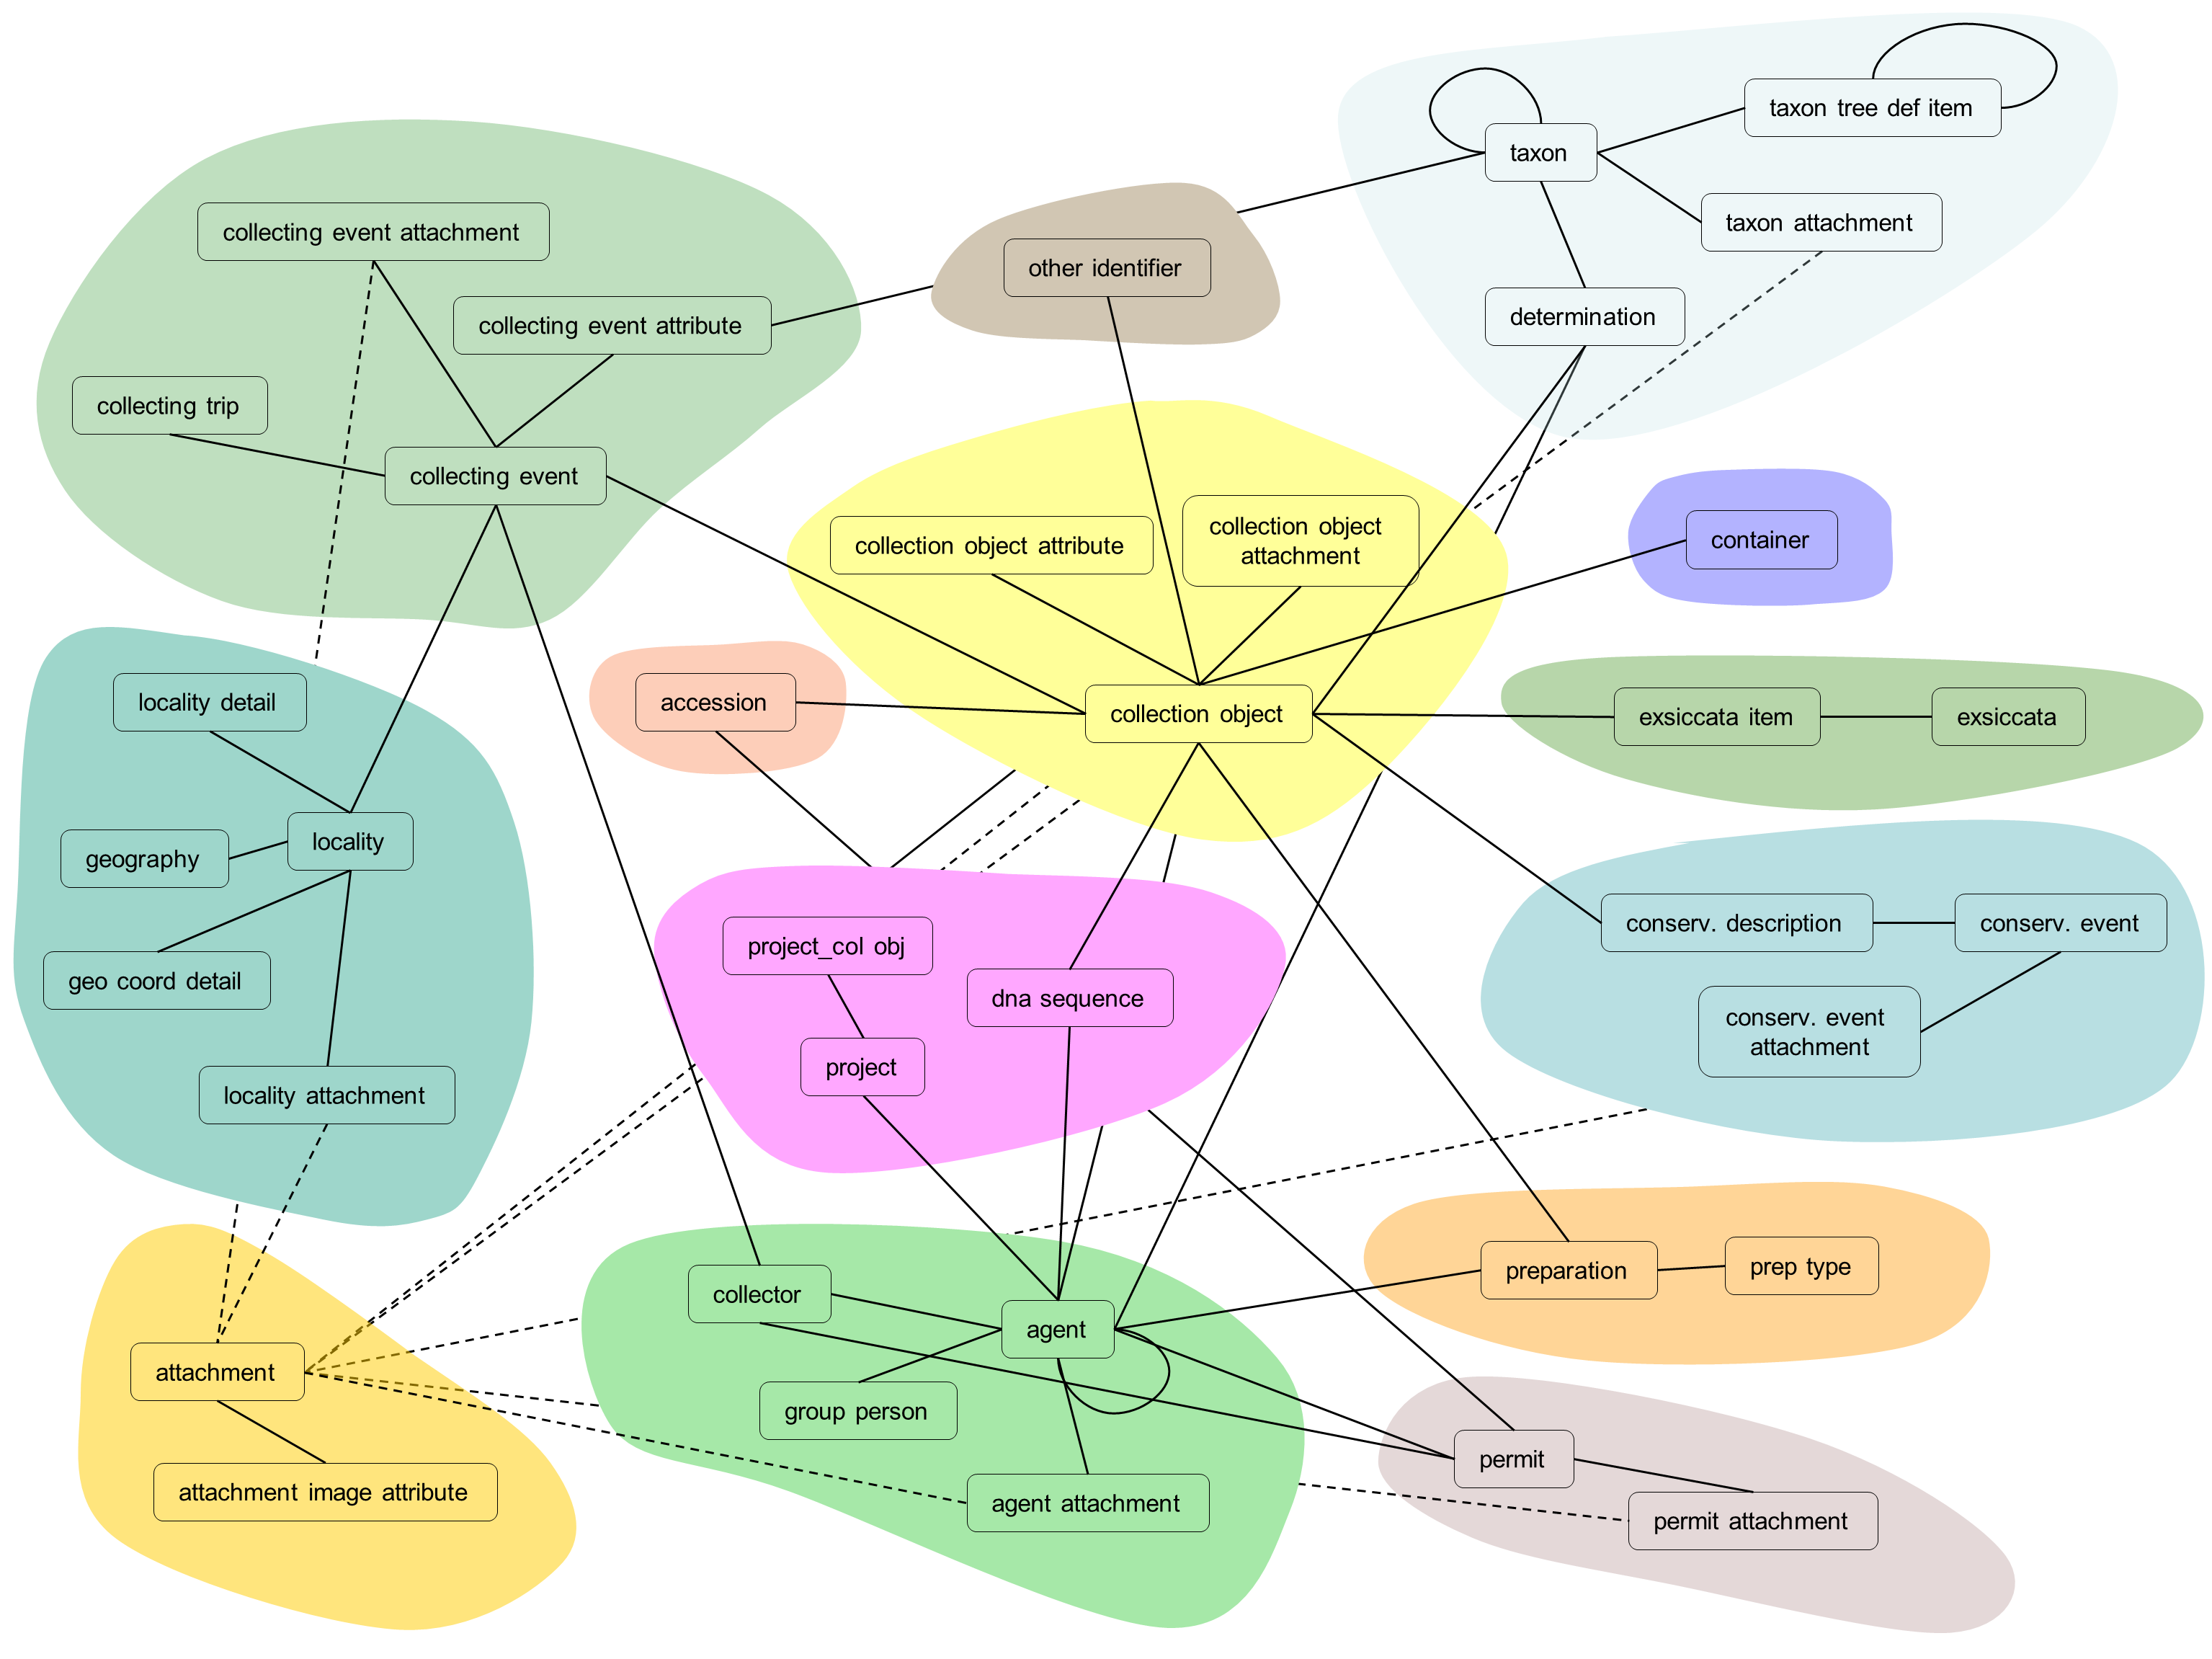 taxon tree def item
taxon
taxon attachment
collecting event attachment
other identifier
determination
collecting event attribute
collecting trip
collecting event
collection object
attachment
collection object attribute
container
locality detail
accession
collection object
exsiccata item
exsiccata
locality
geography
conserv. description
conserv. event
project_col obj
geo coord detail
dna sequence
conserv. event
attachment
project
locality attachment
preparation
prep type
collector
agent
attachment
group person
permit
attachment image attribute
agent attachment
permit attachment